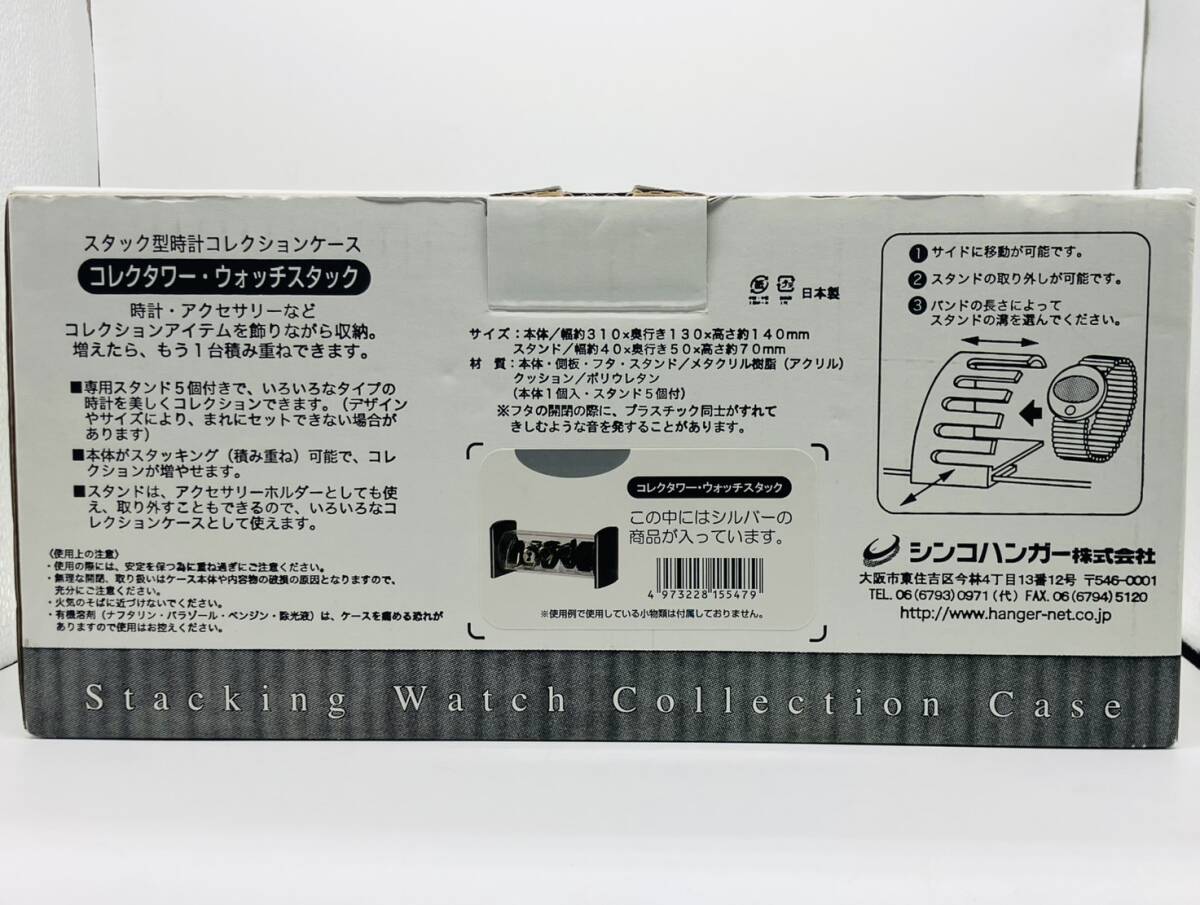 スタック型時計コレクションケース
コレクタワー・ウォッチスタック
時計・アクセサリーなど
コレクションアイテムを飾りながら収納。
増えたら、もう1台積み重ねできます。
■専用スタンド5個付きで、いろいろなタイプの
時計を美しくコレクションできます。(デザイン
やサイズにより、まれにセットできない場合が
あります)
■本体がスタッキング(積み重ね)可能で、コレ
クションが増やせます。
■スタンドは、アクセサリーホルダーとしても使
え、取り外すこともできるので、いろいろなコ
レクションケースとして使えます。
〈使用上の注意〉
・使用の際には、安定を保つ為に重ね過ぎにご注意ください。
・無理な開閉、取り扱いはケース本体や内容物の破損の原因となりますので、
充分にご注意ください。
・火気のそばに近づけないでください。
・有機溶剤(ナフタリン・パラゾール・ベンジン・除光液)は、ケースを痛める恐れが
ありますので使用はお控えください。
日本製
サイズ:本体/幅約310×奥行き130×高さ約140mm
スタンド/幅約40×奥行き50×高さ約70mm
材 質:本体・側板・フタ・スタンド/メタクリル樹脂(アクリル)
クッション/ポリウレタン
(本体1個入・スタンド5個付)
※フタの開閉の際に、プラスチック同士がすれて
きしむような音を発することがあります。
コレクタワー・ウォッチスタック
この中にはシルバーの
商品が入っています。
4 973228 155479
※使用例で使用している小物類は付属しておりません。
❶サイドに移動が可能です。
❷スタンドの取り外しが可能です。
❸バンドの長さによって
スタンドの溝を選んでください。
シンコハンガー株式会社
大阪市東住吉区今林4丁目13番12号 〒546-0001
TEL. 06(6793)0971(代) FAX. 06(6794)5120
http://www.hanger-net.co.jp
Stacking Watch Collection Case